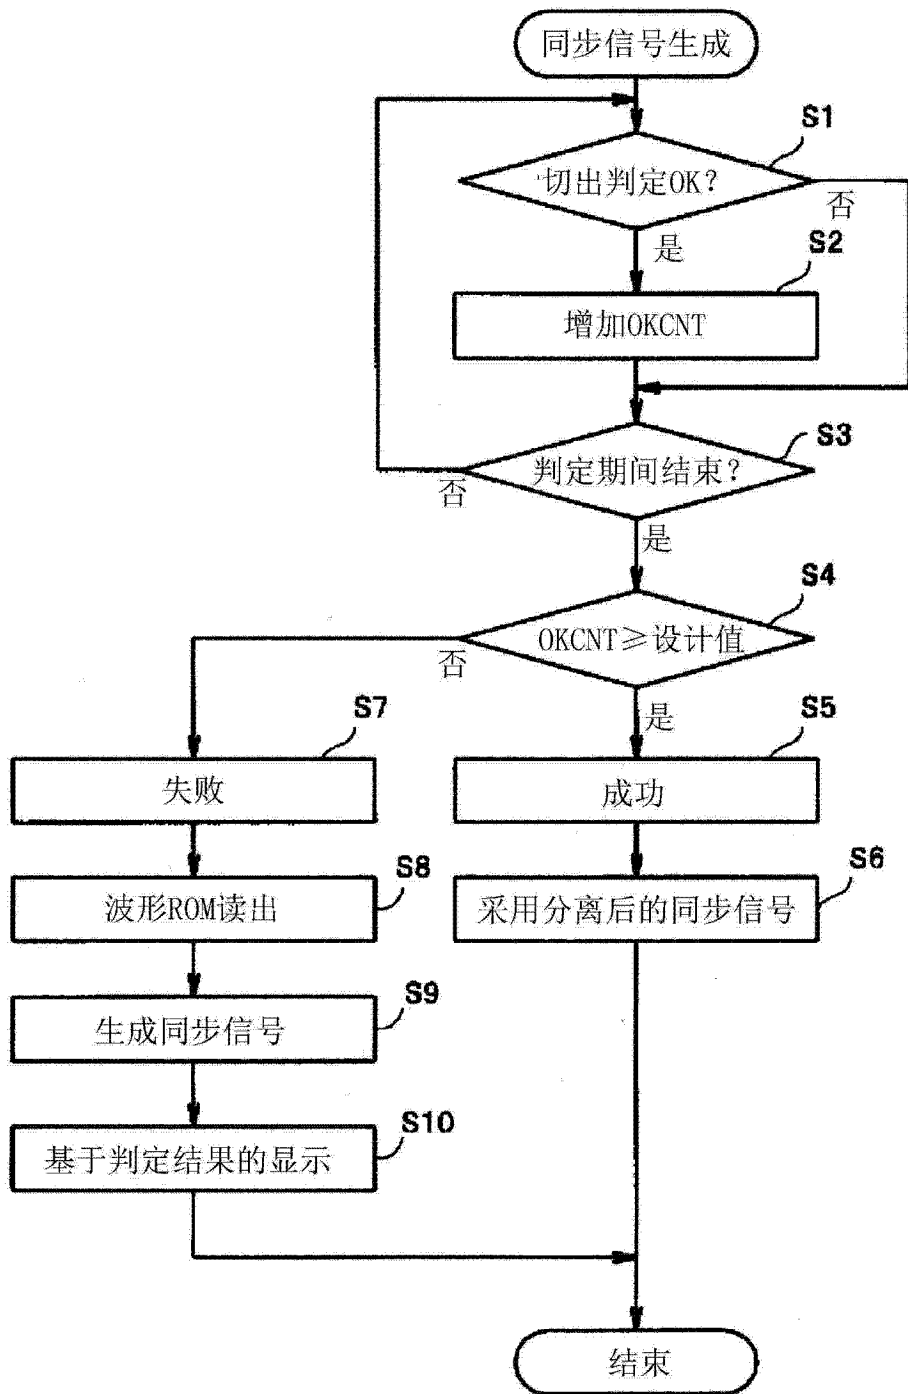 同步信号生成
S1
切出判定OK?
否
是
S2
增加OKCNT
S3
判定期间结束?
否
是
S4
OKCNT≥设计值
否
是
S7
失败
S5
成功
S8
波形ROM读出
S6
采用分离后的同步信号
S9
生成同步信号
S10
基于判定结果的显示
结束